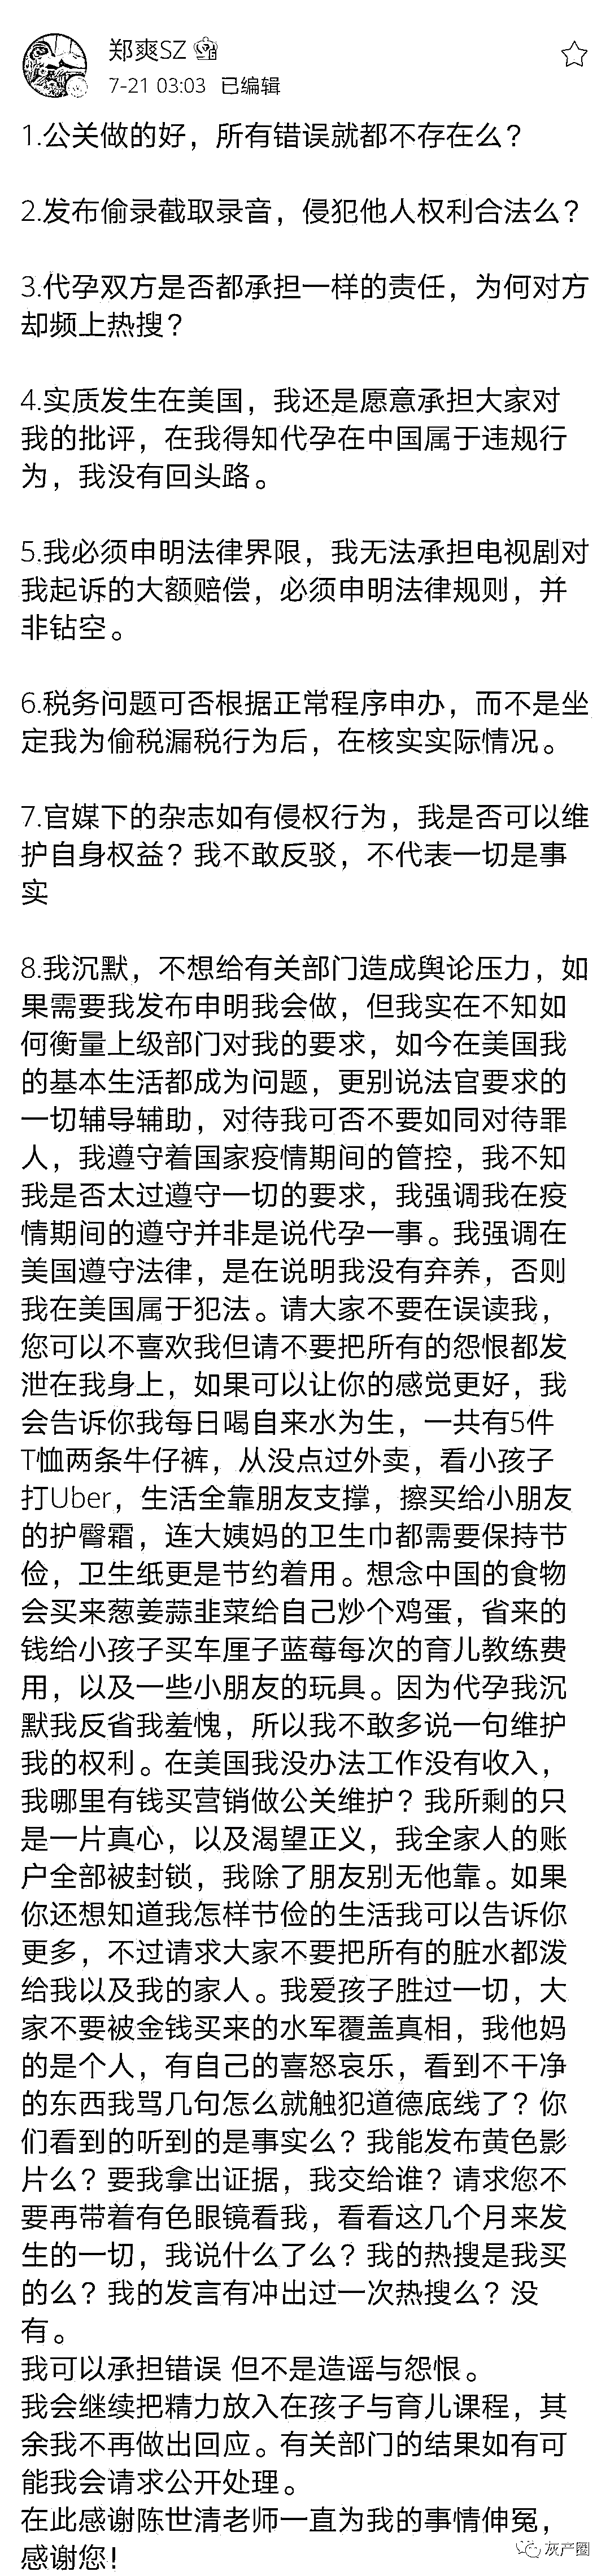 郑爽SZ
7-21 03:03 已编辑
1.公关做的好，所有错误就都不存在么？
2.发布偷录截取录音，侵犯他人权利合法么？
3.代孕双方是否都承担一样的责任，为何对方
却频上热搜？
4.实质发生在美国，我还是愿意承担大家对
我的批评，在我得知代孕在中国属于违规行
为，我没有回头路。
5.我必须申明法律界限，我无法承担电视剧对
我起诉的大额赔偿，必须申明法律规则，并
非钻空。
6.税务问题可否根据正常程序申办，而不是坐
定我为偷税漏税行为后，在核实实际情况。
7.官媒下的杂志如有侵权行为，我是否可以维
护自身权益？我不敢反驳，不代表一切是事
实
8.我沉默，不想给有关部门造成舆论压力，如
果需要我发布申明我会做，但我实在不知如
何衡量上级部门对我的要求，如今在美国我
的基本生活都成为问题，更别说法官要求的
一切辅导辅助，对待我可否不要如同对待罪
人，我遵守着国家疫情期间的管控，我不知
我是否太过遵守一切的要求，我强调我在疫
情期间的遵守并非是说代孕一事。我强调在
美国遵守法律，是在说明我没有弃养，否则
我在美国属于犯法。请大家不要在误读我，
您可以不喜欢我但请不要把所有的怨恨都发
泄在我身上，如果可以让你的感觉更好，我
会告诉你我每日喝自来水为生，一共有5件
T恤两条牛仔裤，从没点过外卖，看小孩子
打Uber，生活全靠朋友支撑，擦买给小朋友
的护臀霜，连大姨妈的卫生巾都需要保持节
俭，卫生纸更是节约着用。想念中国的食物
会买来葱姜蒜韭菜给自己炒个鸡蛋，省来的
钱给小孩子买车厘子蓝莓每次的育儿教练费
用，以及一些小朋友的玩具。因为代孕我沉
默我反省我羞愧，所以我不敢多说一句维护
我的权利。在美国我没办法工作没有收入，
我哪里有钱买营销做公关维护？我所剩的只
是一片真心，以及渴望正义，我全家人的账
户全部被封锁，我除了朋友别无他靠。如果
你还想知道我怎样节俭的生活我可以告诉你
更多，不过请求大家不要把所有的脏水都泼
给我以及我的家人。我爱孩子胜过一切，大
家不要被金钱买来的水军覆盖真相，我他妈
的是个人，有自己的喜怒哀乐，看到不干净
的东西我骂几句怎么就触犯道德底线了？你
们看到的听到的是事实么？我能发布黄色影
片么？要我拿出证据，我交给谁？请求您不
要再带着有色眼镜看我，看看这几个月来发
生的一切，我说什么了么？我的热搜是我买
的么？我的发言有冲出过一次热搜么？没
有。
我可以承担错误 但不是造谣与怨恨。
我会继续把精力放入在孩子与育儿课程，其
余我不再做出回应。有关部门的结果如有可
能我会请求公开处理。
在此感谢陈世清老师一直为我的事情伸冤，
感谢您！
灰产圈